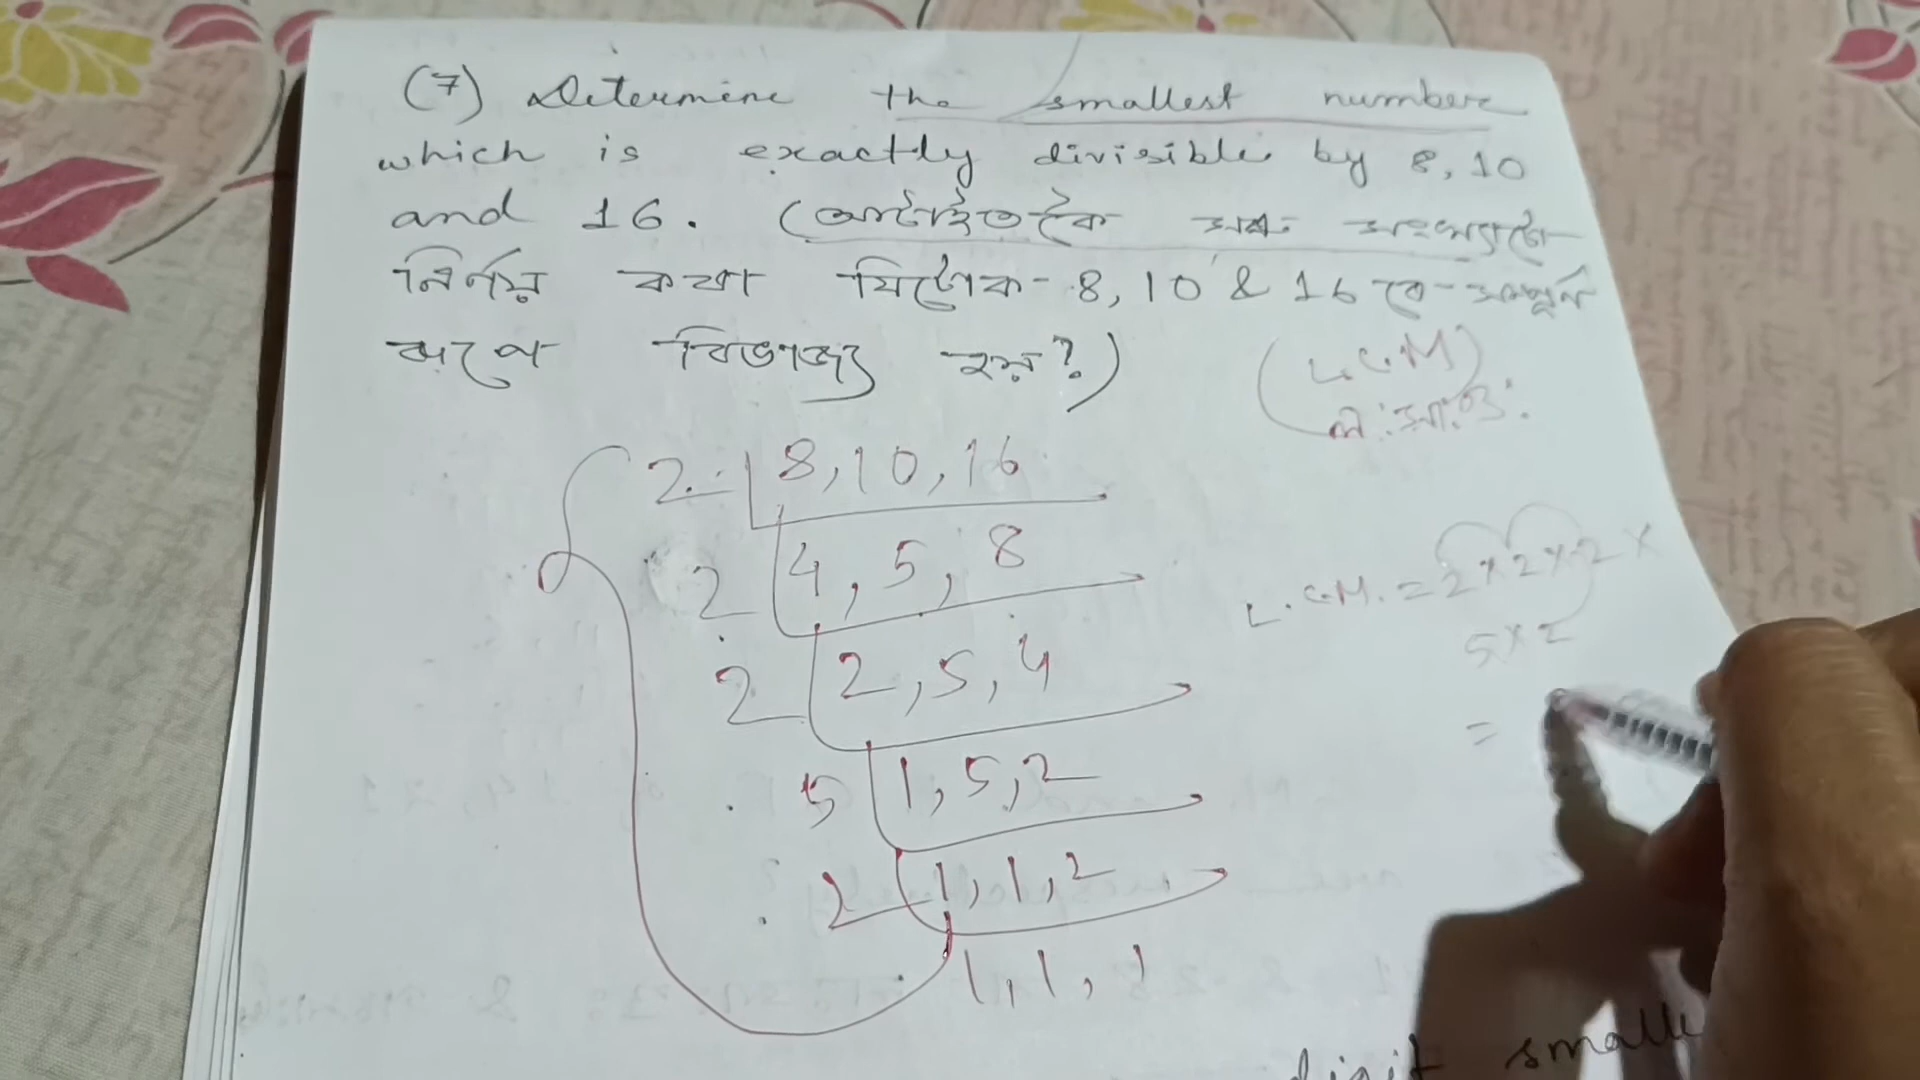 (7) Determine the smallest number
which is exactly divisible by 8, 10
and 16. (আটাইতকৈ সৰু সংখ্যাটো
নিৰ্ণয় কৰা যিটোক 8, 10 & 16 ৰে সম্পূৰ্ণ
ৰূপে বিভাজ্য হয়?)
(L.C.M)
ল:সা:গু:
2 8, 10, 16
2 4, 5, 8
2 2, 5, 4
5 1, 5, 2
2 1, 1, 2
1, 1, 1
L.C.M. = 2 x 2 x 2 x
5 x 2
=
digit smalle